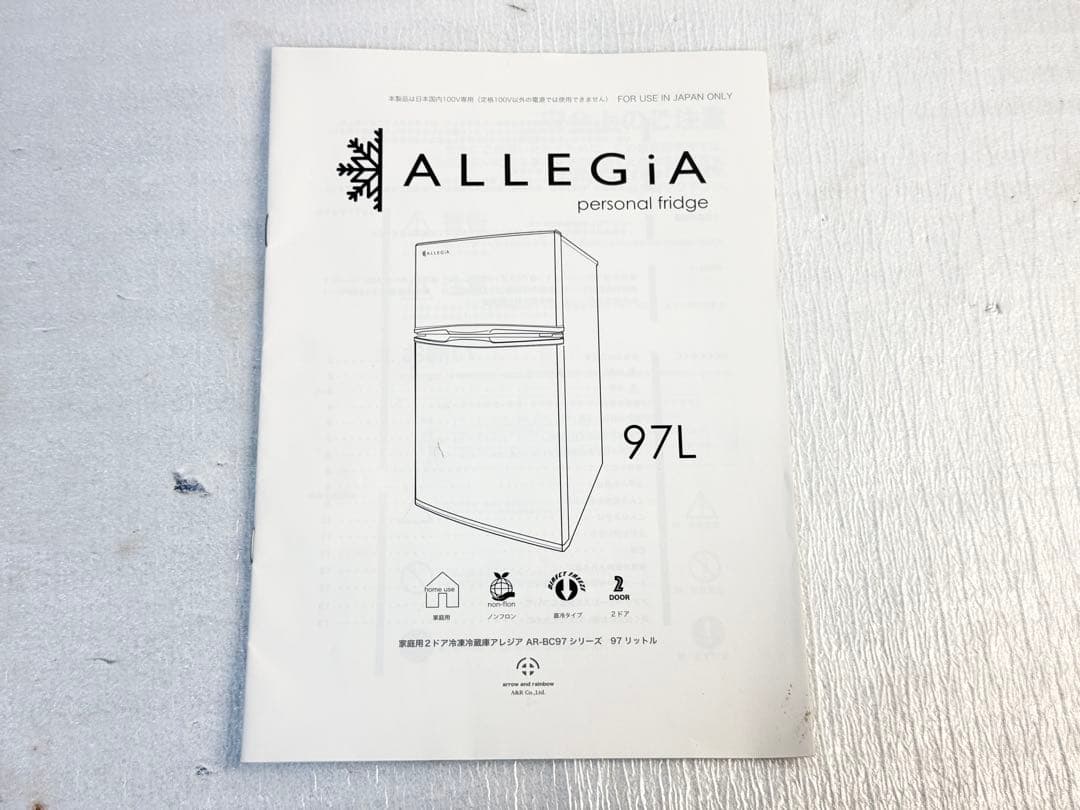 本製品は日本国内100V専用（定格100V以外の電源では使用できません） FOR USE IN JAPAN ONLY
ALLEGiA
personal fridge
ALLEGiA
97L
home use
non-flon
DIRECT FREEZE
2
DOOR
家庭用
ノンフロン
直冷タイプ
2ドア
家庭用2ドア冷凍冷蔵庫アレジア AR-BC97 シリーズ 97 リットル
arrow and rainbow
A&R Co.,Ltd.